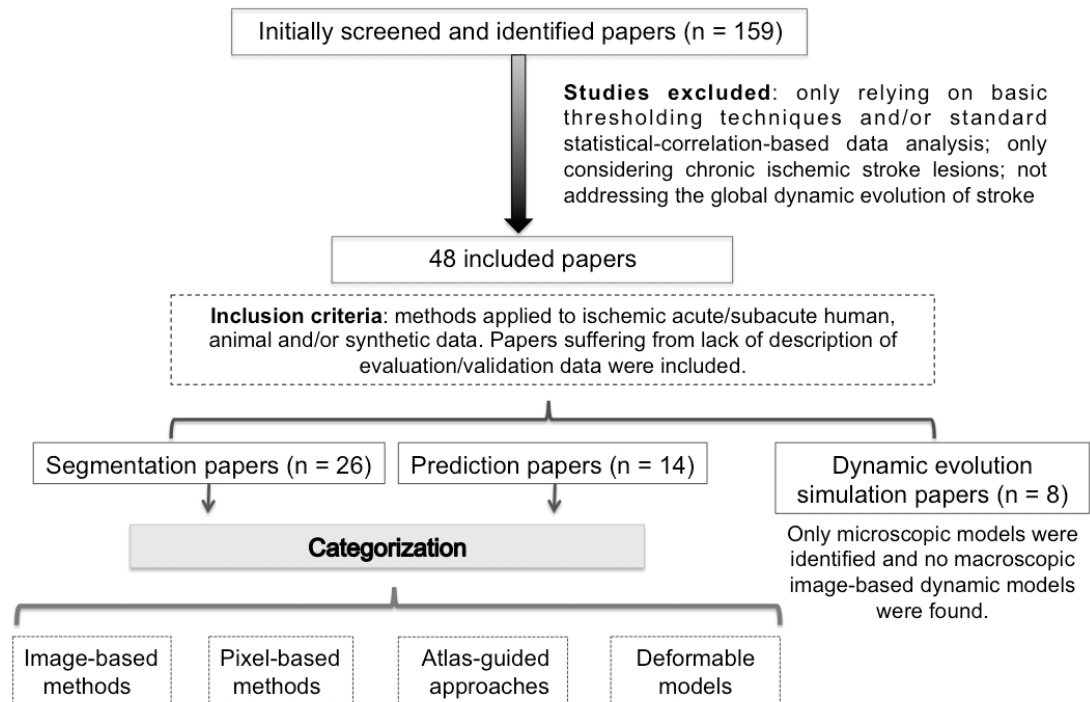 Initially screened and identified papers (n = 159)
Studies excluded: only relying on basic
thresholding techniques and/or standard
statistical-correlation-based data analysis; only
considering chronic ischemic stroke lesions; not
addressing the global dynamic evolution of stroke
48 included papers
Inclusion criteria: methods applied to ischemic acute/subacute human,
animal and/or synthetic data. Papers suffering from lack of description of
evaluation/validation data were included.
Segmentation papers (n = 26)
Prediction papers (n = 14)
Dynamic evolution
simulation papers (n = 8)
Only microscopic models were
identified and no macroscopic
image-based dynamic models
were found.
Categorization
Image-based
methods
Pixel-based
methods
Atlas-guided
approaches
Deformable
models